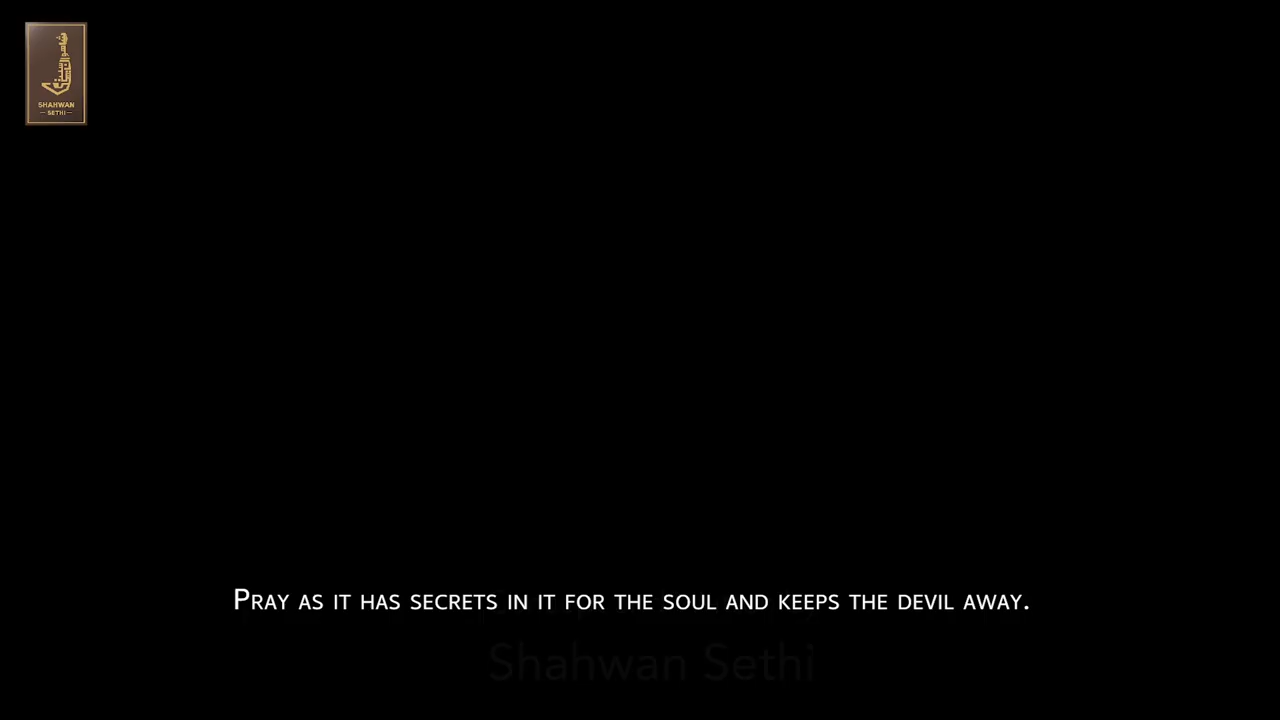 SHAHWAN
SETHI
Pray as it has secrets in it for the soul and keeps the devil away.
Shahwan Sethi